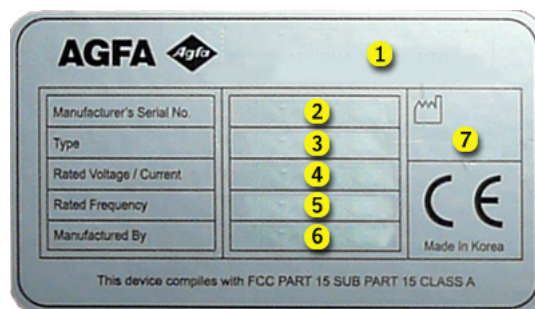 AGFA Agfa 1
Manufacturer's Serial No. 2
Type 3
Rated Voltage / Current 4
Rated Frequency 5
Manufactured By 6
7
CE
Made In Korea
This device compiles with FCC PART 15 SUB PART 15 CLASS A